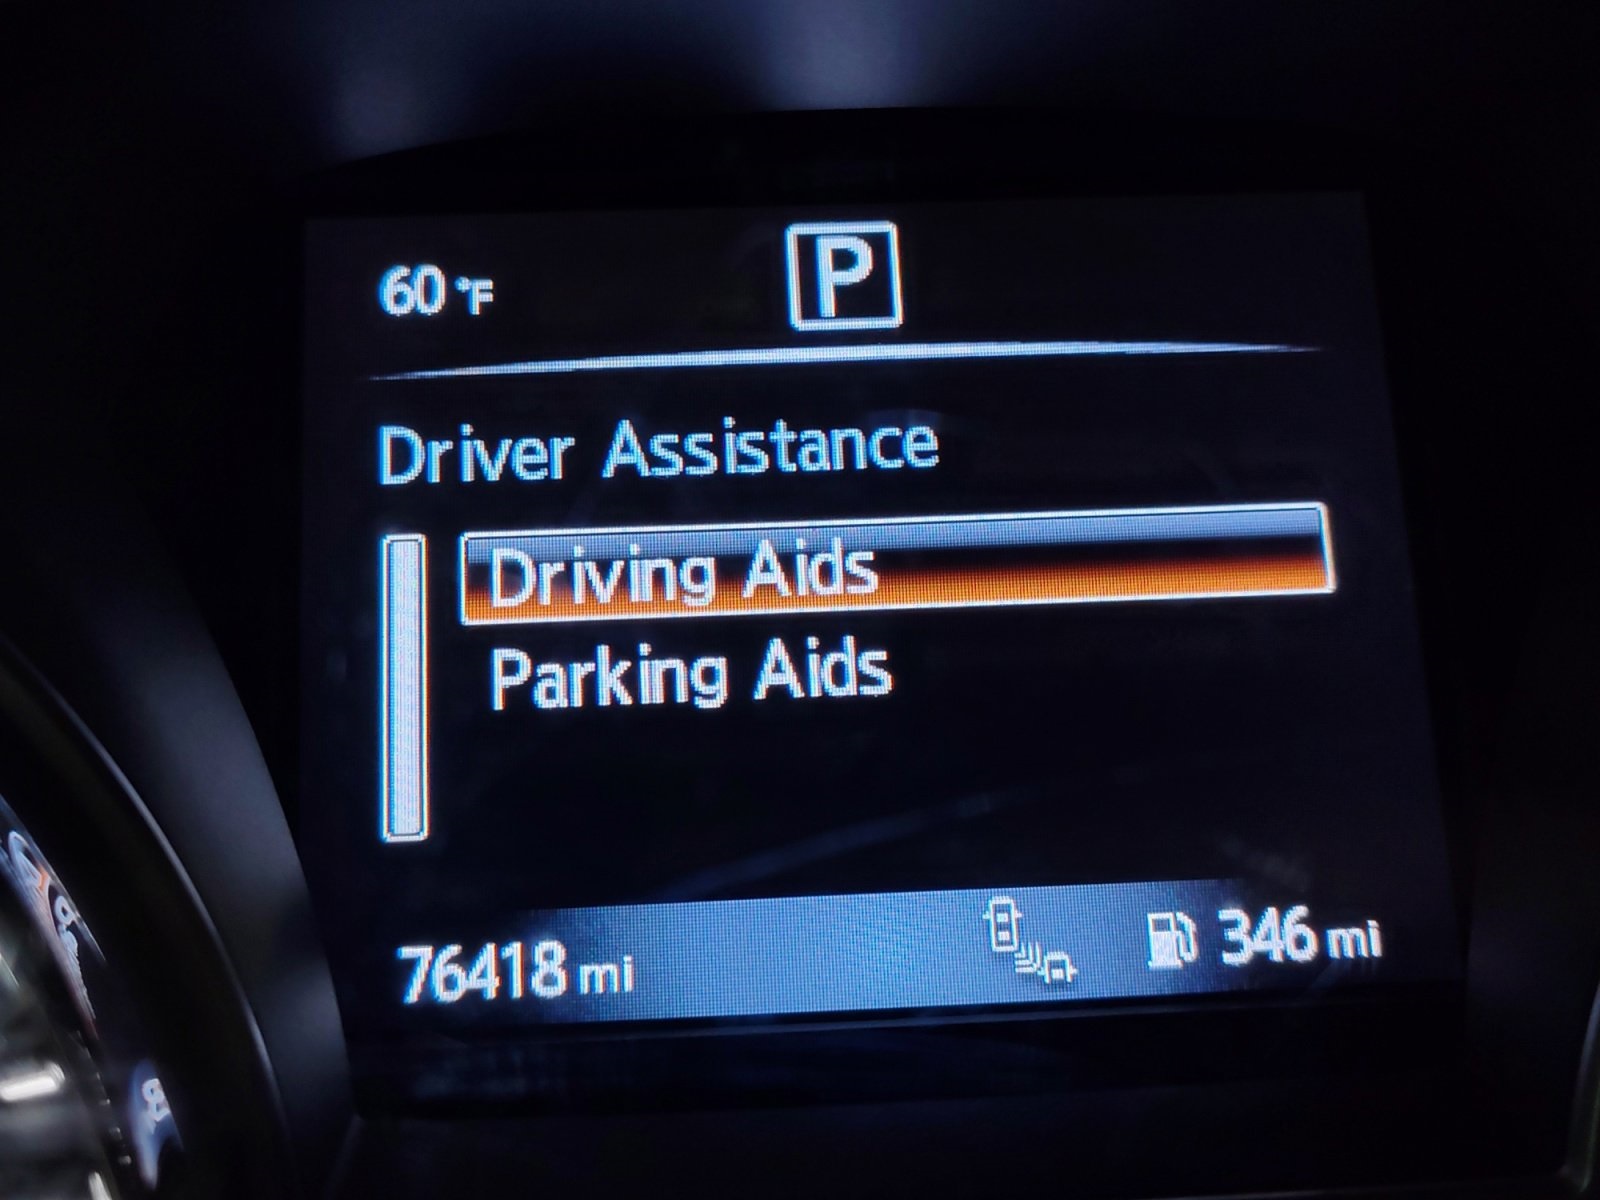 60 °F
P
Driver Assistance
Driving Aids
Parking Aids
76418 mi
346 mi